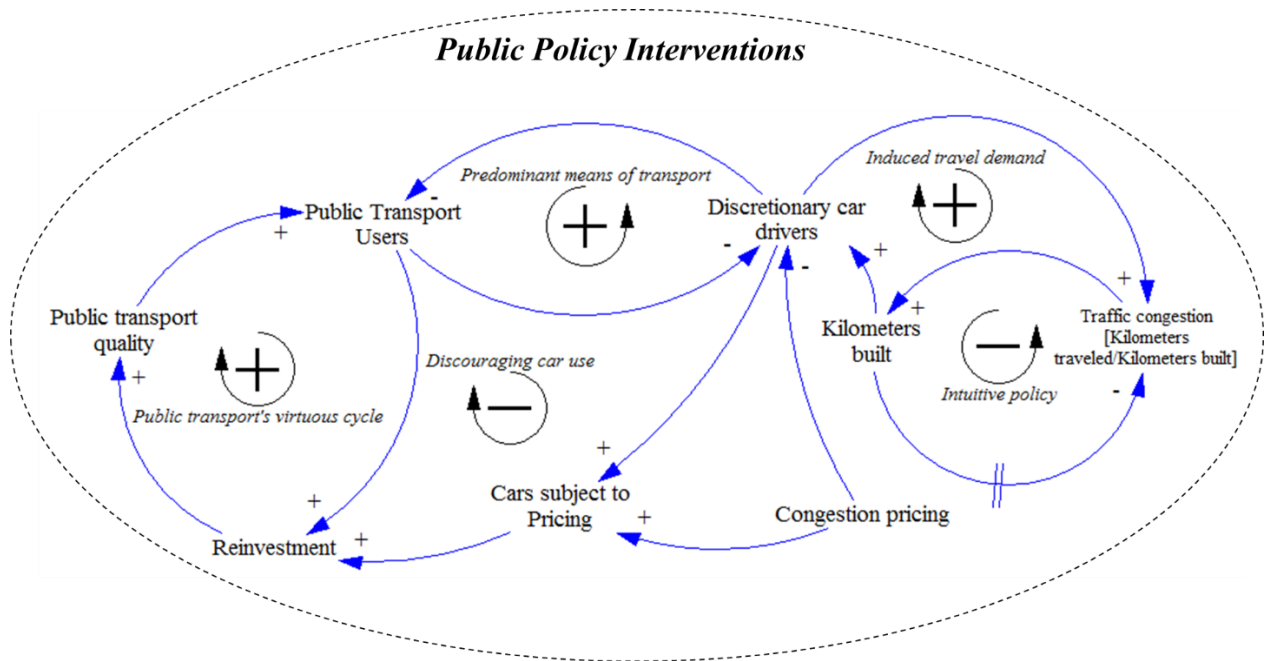 Public Policy Interventions
Induced travel demand
Predominant means of transport
+
-
Public Transport
Users
+
+
Discretionary car
drivers
+
-
-
+
+
+
Public transport
quality
Kilometers
built
Traffic congestion
[Kilometers
traveled/Kilometers built]
−
+
+
Discouraging car use
-
Public transport's virtuous cycle
−
Intuitive policy
+
+
Cars subject to
Pricing
+
Congestion pricing
+
Reinvestment